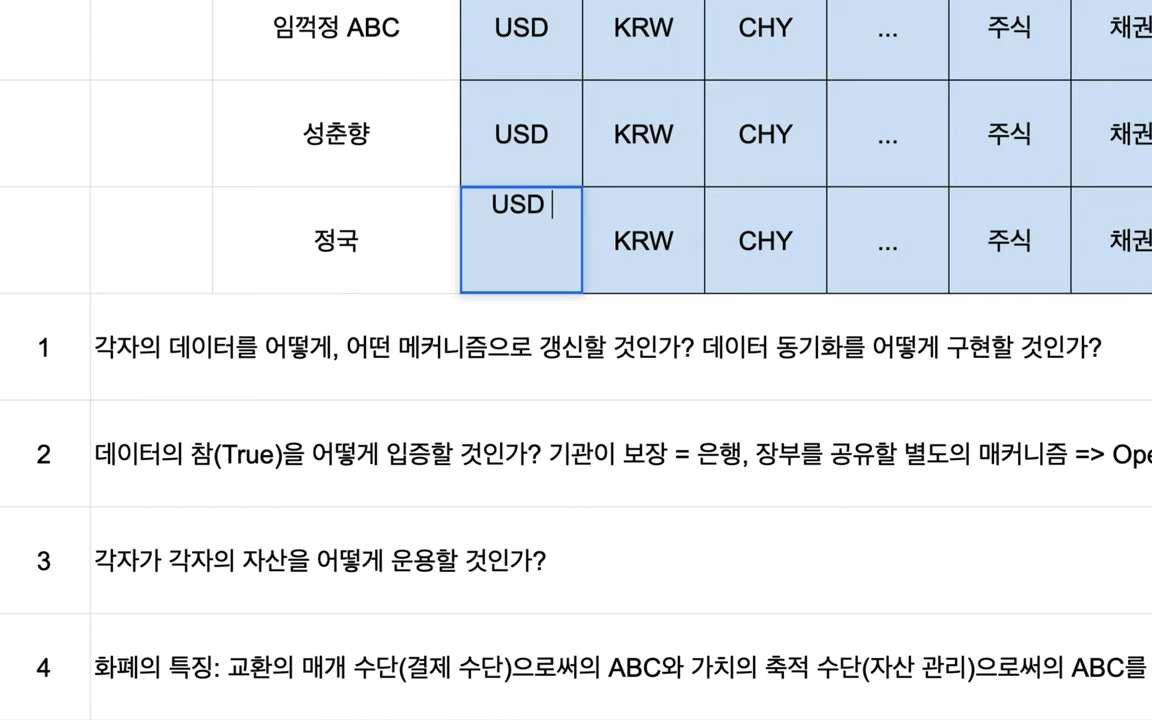 임꺽정 ABC USD KRW CHY ... 주식 채권
성춘향 USD KRW CHY ... 주식 채권
정국 USD KRW CHY ... 주식 채권
1 각자의 데이터를 어떻게, 어떤 메커니즘으로 갱신할 것인가? 데이터 동기화를 어떻게 구현할 것인가?
2 데이터의 참(True)을 어떻게 입증할 것인가? 기관이 보장 = 은행, 장부를 공유할 별도의 매커니즘 => Ope
3 각자가 각자의 자산을 어떻게 운용할 것인가?
4 화폐의 특징: 교환의 매개 수단(결제 수단)으로써의 ABC와 가치의 축적 수단(자산 관리)으로써의 ABC를